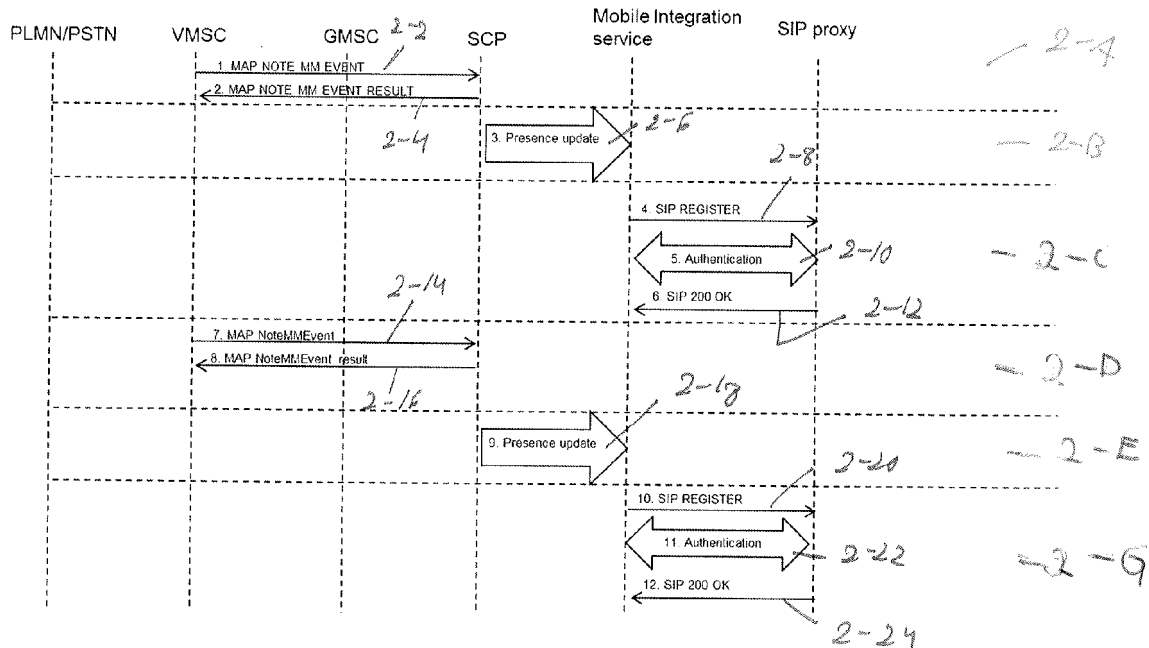 PLMN/PSTN
VMSC
GMSC
SCP
Mobile Integration
service
SIP proxy
2-2
2-A
1. MAP NOTE MM EVENT
2. MAP NOTE MM EVENT RESULT
2-4
3. Presence update
2-6
2-B
2-8
4. SIP REGISTER
5. Authentication
2-10
2-C
6. SIP 200 OK
2-12
2-14
7. MAP NoteMMEvent
8. MAP NoteMMEvent result
2-16
2-D
2-18
9. Presence update
2-E
2-20
10. SIP REGISTER
11. Authentication
2-22
2-G
12. SIP 200 OK
2-24